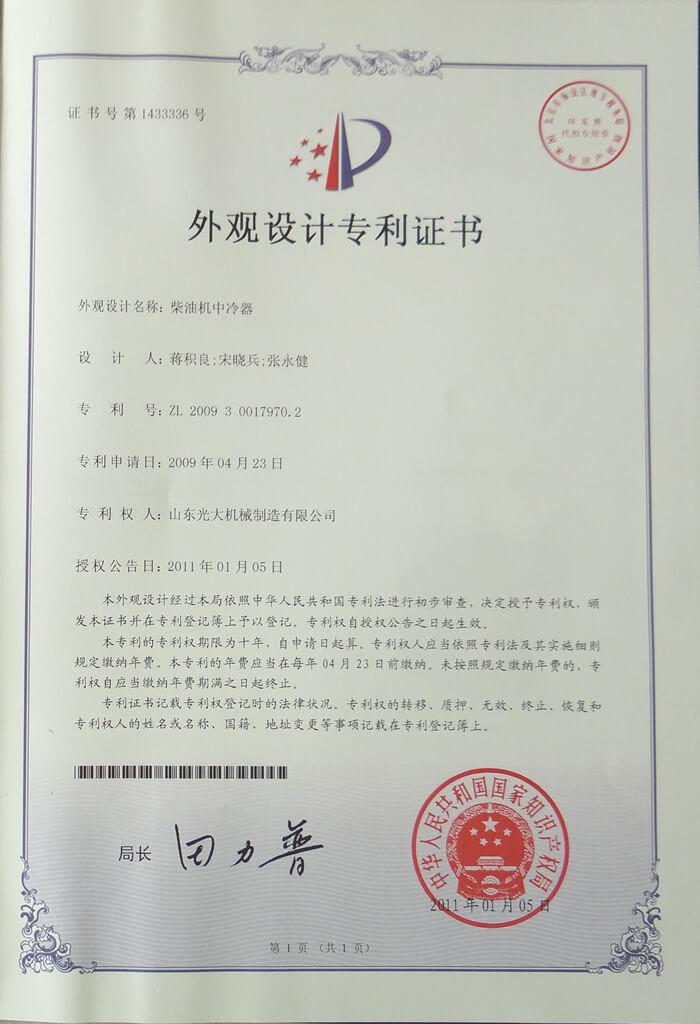 证书号第1433336号
印花税
代扣专用章
外观设计专利证书
外观设计名称：柴油机中冷器
设 计 人：蒋积良;宋晓兵;张永健
专 利 号：ZL 2009 3 0017970.2
专利申请日：2009年04月23日
专 利 权 人：山东光大机械制造有限公司
授权公告日：2011年01月05日
本外观设计经过本局依照中华人民共和国专利法进行初步审查，决定授予专利权，颁
发本证书并在专利登记簿上予以登记。专利权自授权公告之日起生效。
本专利的专利权期限为十年，自申请日起算。专利权人应当依照专利法及其实施细则
规定缴纳年费。本专利的年费应当在每年04月23日前缴纳。未按照规定缴纳年费的，专
利权自应当缴纳年费期满之日起终止。
专利证书记载专利权登记时的法律状况。专利权的转移、质押、无效、终止、恢复和
专利权人的姓名或名称、国籍、地址变更等事项记载在专利登记簿上。
局长 田力普
中华人民共和国国家知识产权局
2011年01月05日
第1页（共1页）